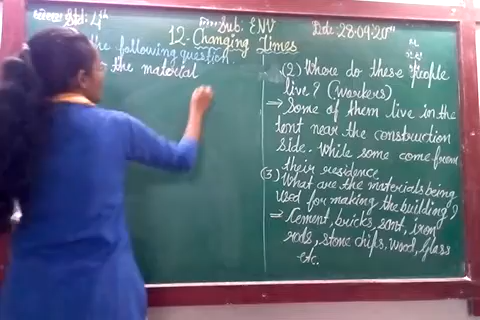 Std: 4th
Sub: ENV
Date 28.09.20
12. Changing times
the following question.
the material
(2) Where do these people
live? (workers)
⇒ Some of them live in the
tent near the construction
side. While some come from
their residence
(3) What are the materials being
used for making the building?
⇒ Cement, bricks, sant, iron
rods, stone chips, wood, glass
etc.